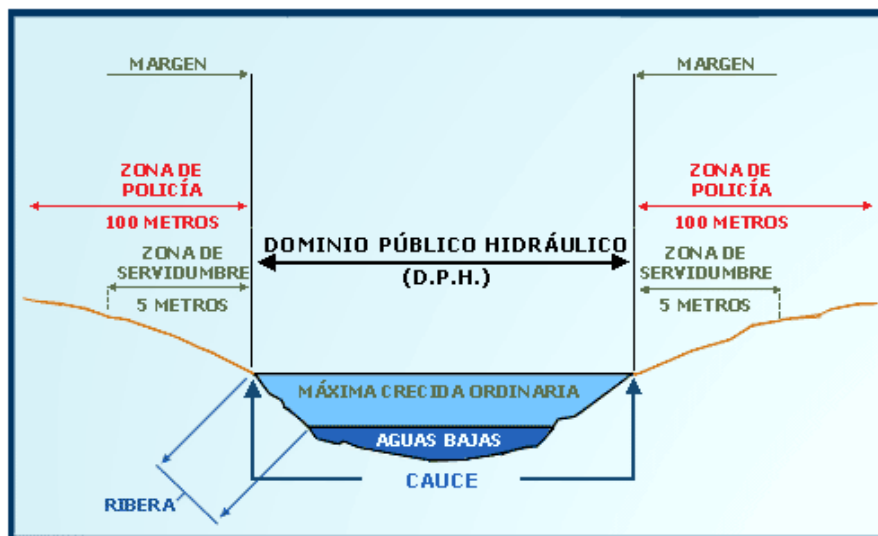 MARGEN
MARGEN
ZONA DE
POLICÍA
100 METROS
ZONA DE
POLICÍA
100 METROS
DOMINIO PÚBLICO HIDRÁULICO
(D.P.H.)
ZONA DE
SERVIDUMBRE
5 METROS
ZONA DE
SERVIDUMBRE
5 METROS
MÁXIMA CRECIDA ORDINARIA
AGUAS BAJAS
CAUCE
RIBERA